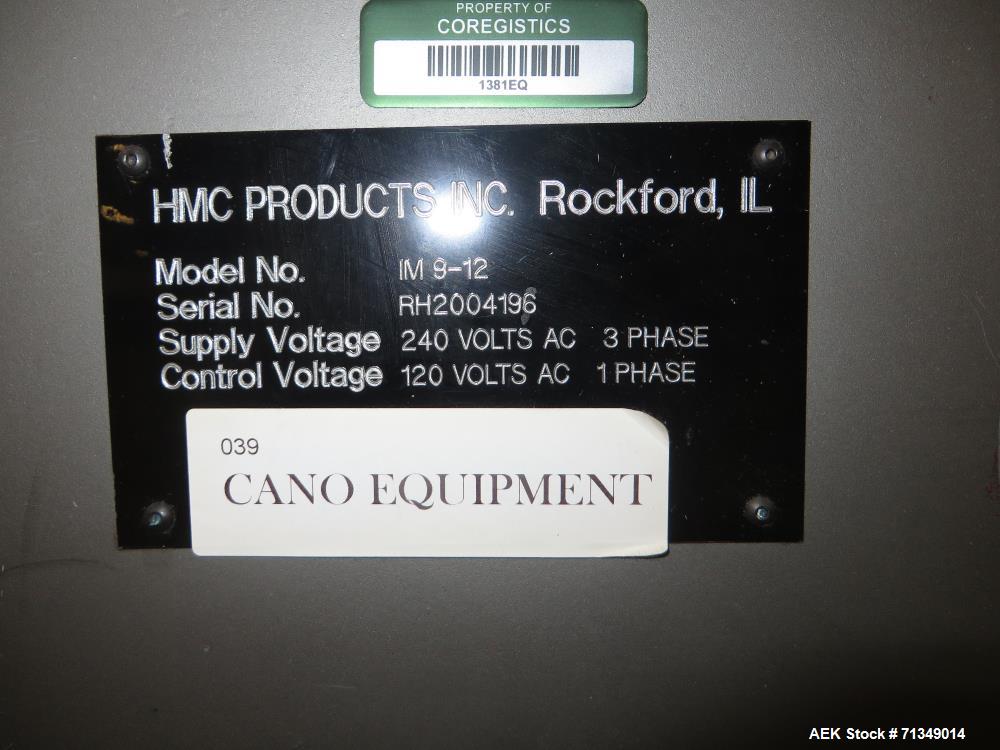 PROPERTY OF
COREGISTICS
1381EQ
HMC PRODUCTS INC. Rockford, IL
Model No. IM 9-12
Serial No. RH2004196
Supply Voltage 240 VOLTS AC 3 PHASE
Control Voltage 120 VOLTS AC 1 PHASE
039
CANO EQUIPMENT
AEK Stock # 71349014